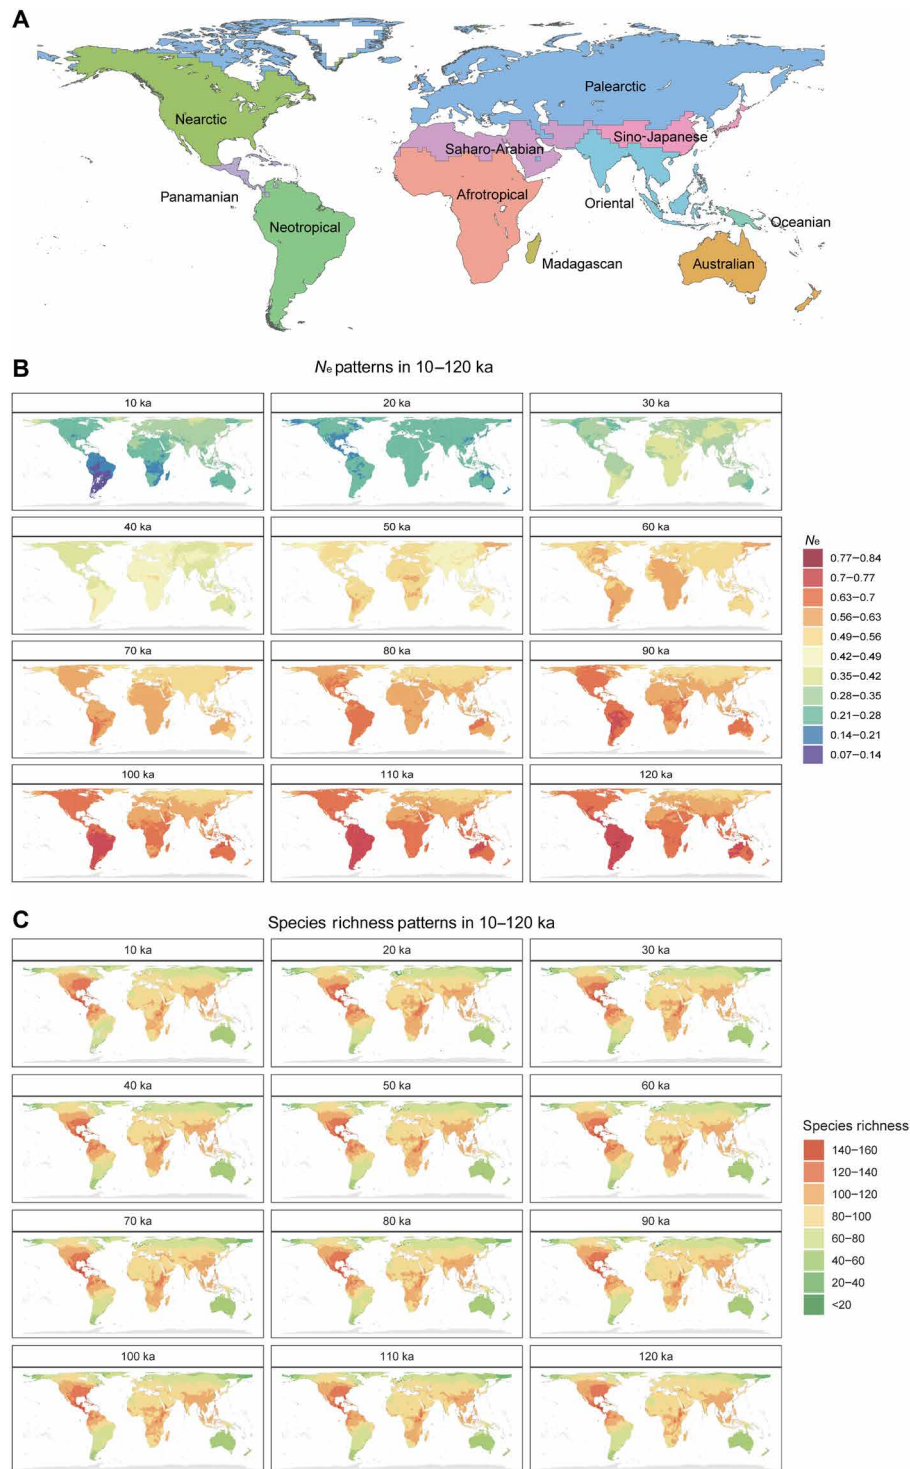 A
Palearctic
Nearctic
Sino-Japanese
Saharo-Arabian
Panamanian
Afrotropical
Oriental
Oceanian
Neotropical
Madagascan
Australian
B
Ne patterns in 10–120 ka
10 ka
20 ka
30 ka
40 ka
50 ka
60 ka
70 ka
80 ka
90 ka
100 ka
110 ka
120 ka
Ne
0.77–0.84
0.7–0.77
0.63–0.7
0.56–0.63
0.49–0.56
0.42–0.49
0.35–0.42
0.28–0.35
0.21–0.28
0.14–0.21
0.07–0.14
C
Species richness patterns in 10–120 ka
10 ka
20 ka
30 ka
40 ka
50 ka
60 ka
70 ka
80 ka
90 ka
100 ka
110 ka
120 ka
Species richness
140–160
120–140
100–120
80–100
60–80
40–60
20–40
<20